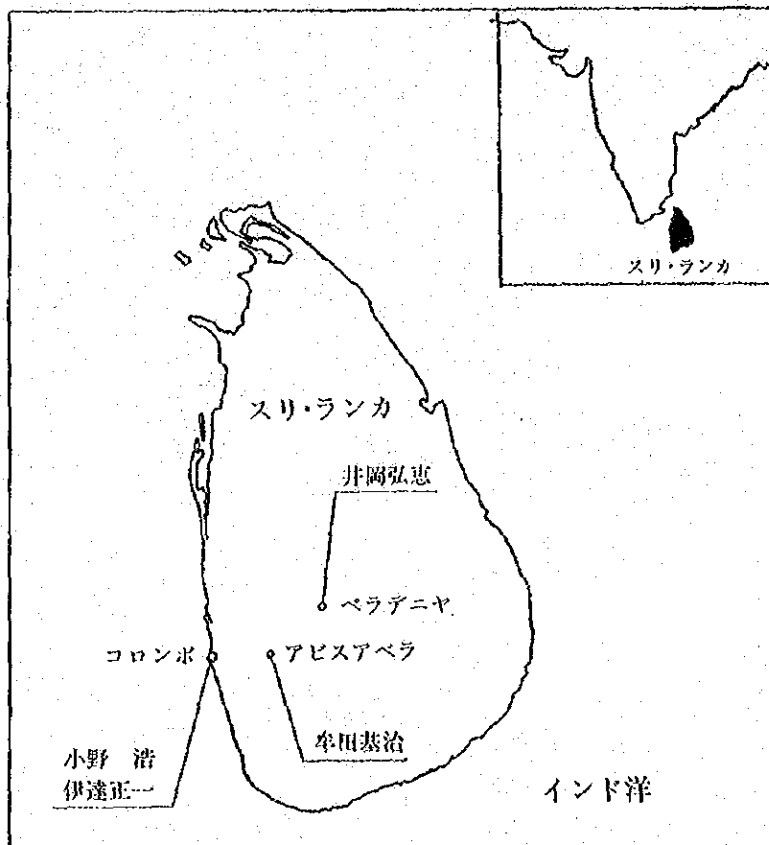 スリ・ランカ
スリ・ランカ
井岡弘恵
ペラデニヤ
コロンボ
アビスアベラ
牟田基治
小野 浩
伊達正一
インド洋